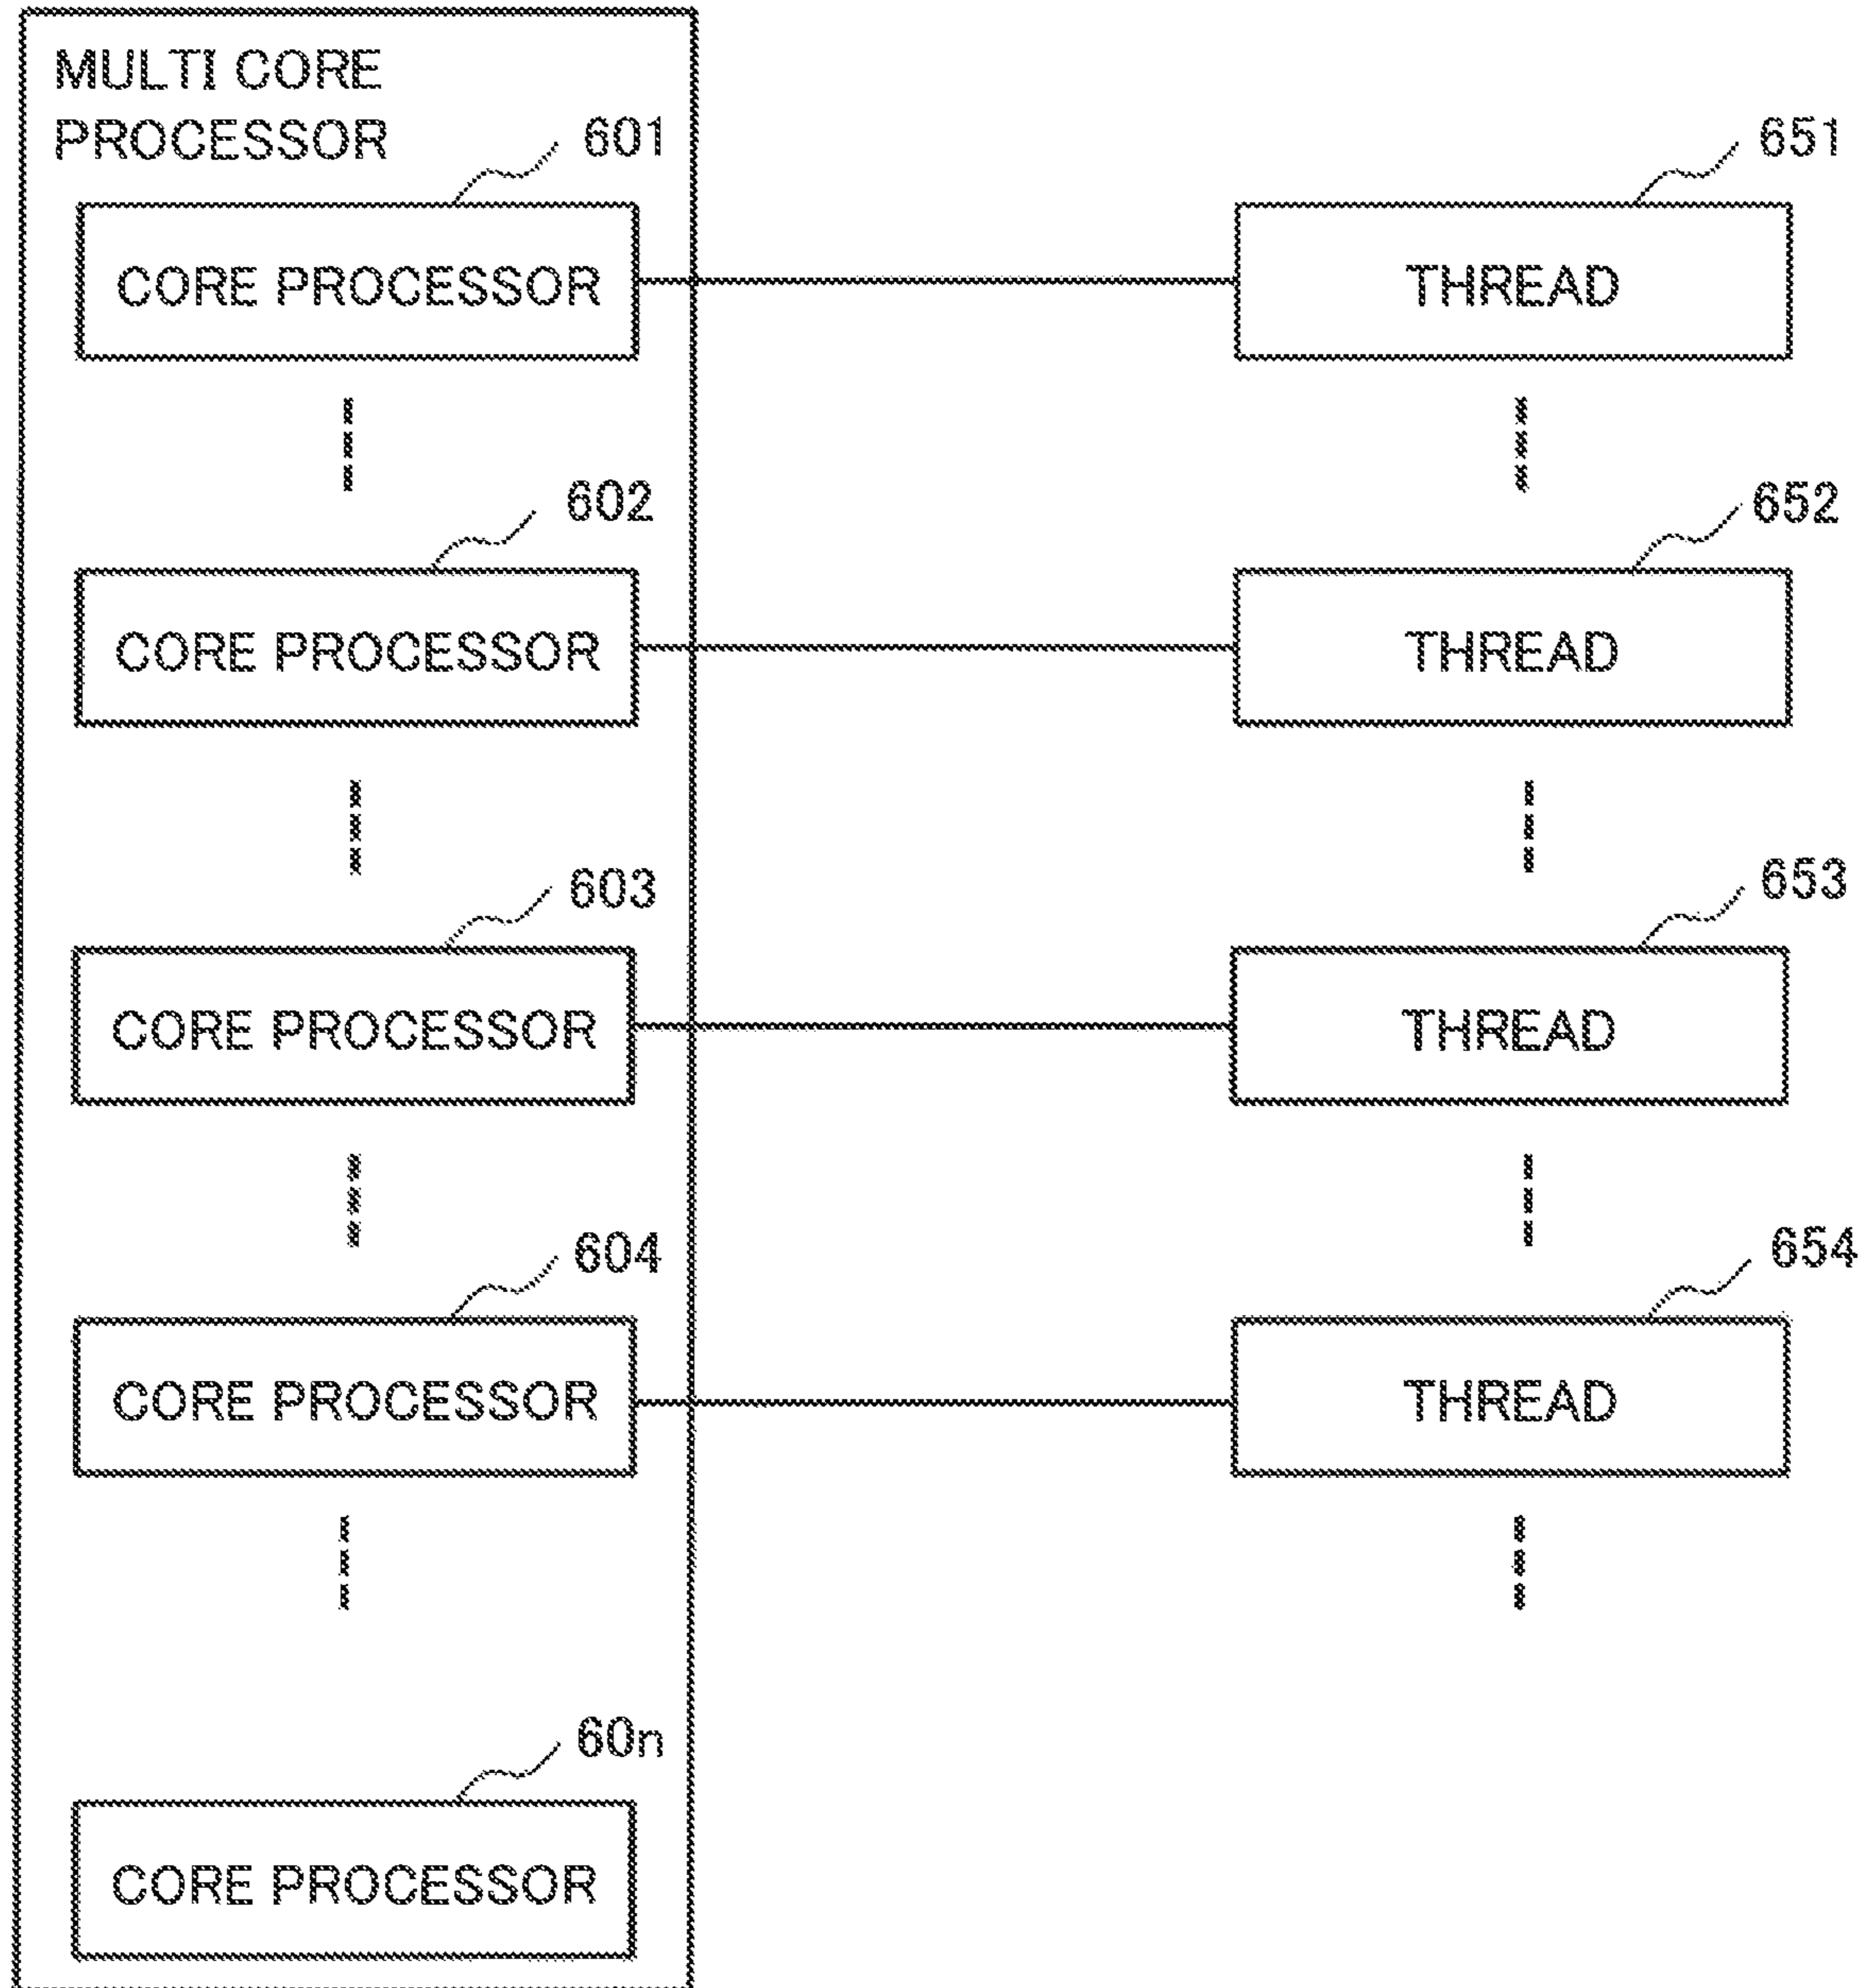 MULTI CORE
PROCESSOR
601
651
CORE PROCESSOR
THREAD
602
652
CORE PROCESSOR
THREAD
603
653
CORE PROCESSOR
THREAD
604
654
CORE PROCESSOR
THREAD
60n
CORE PROCESSOR